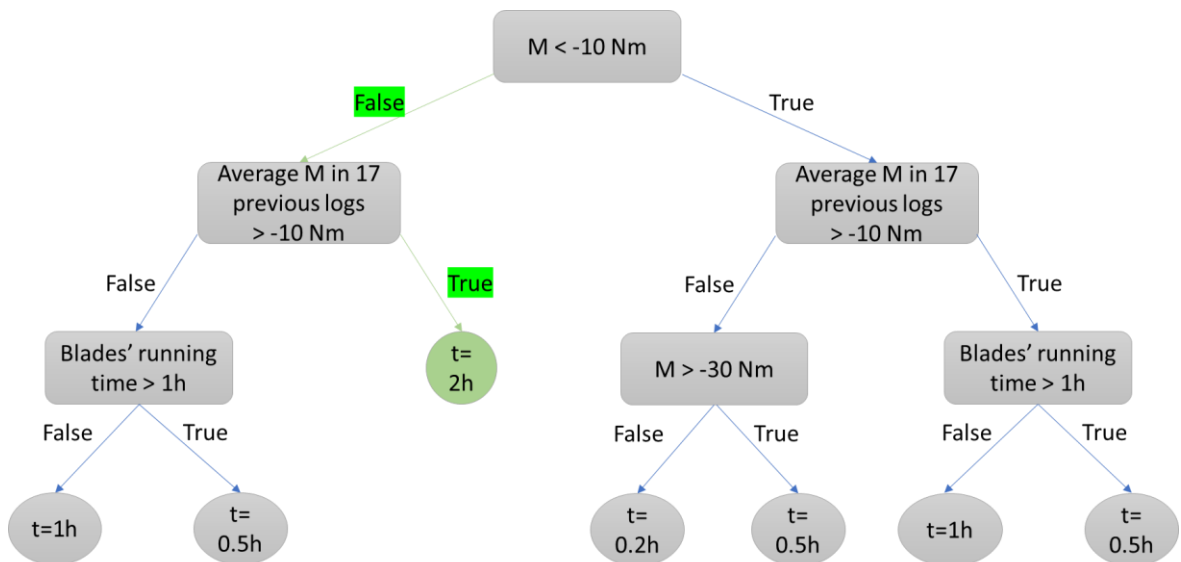 M < -10 Nm
False
True
Average M in 17
previous logs
> -10 Nm
Average M in 17
previous logs
> -10 Nm
False
True
False
True
Blades’ running
time > 1h
t=
2h
M > -30 Nm
Blades’ running
time > 1h
False
True
False
True
False
True
t=1h
t=
0.5h
t=
0.2h
t=
0.5h
t=1h
t=
0.5h